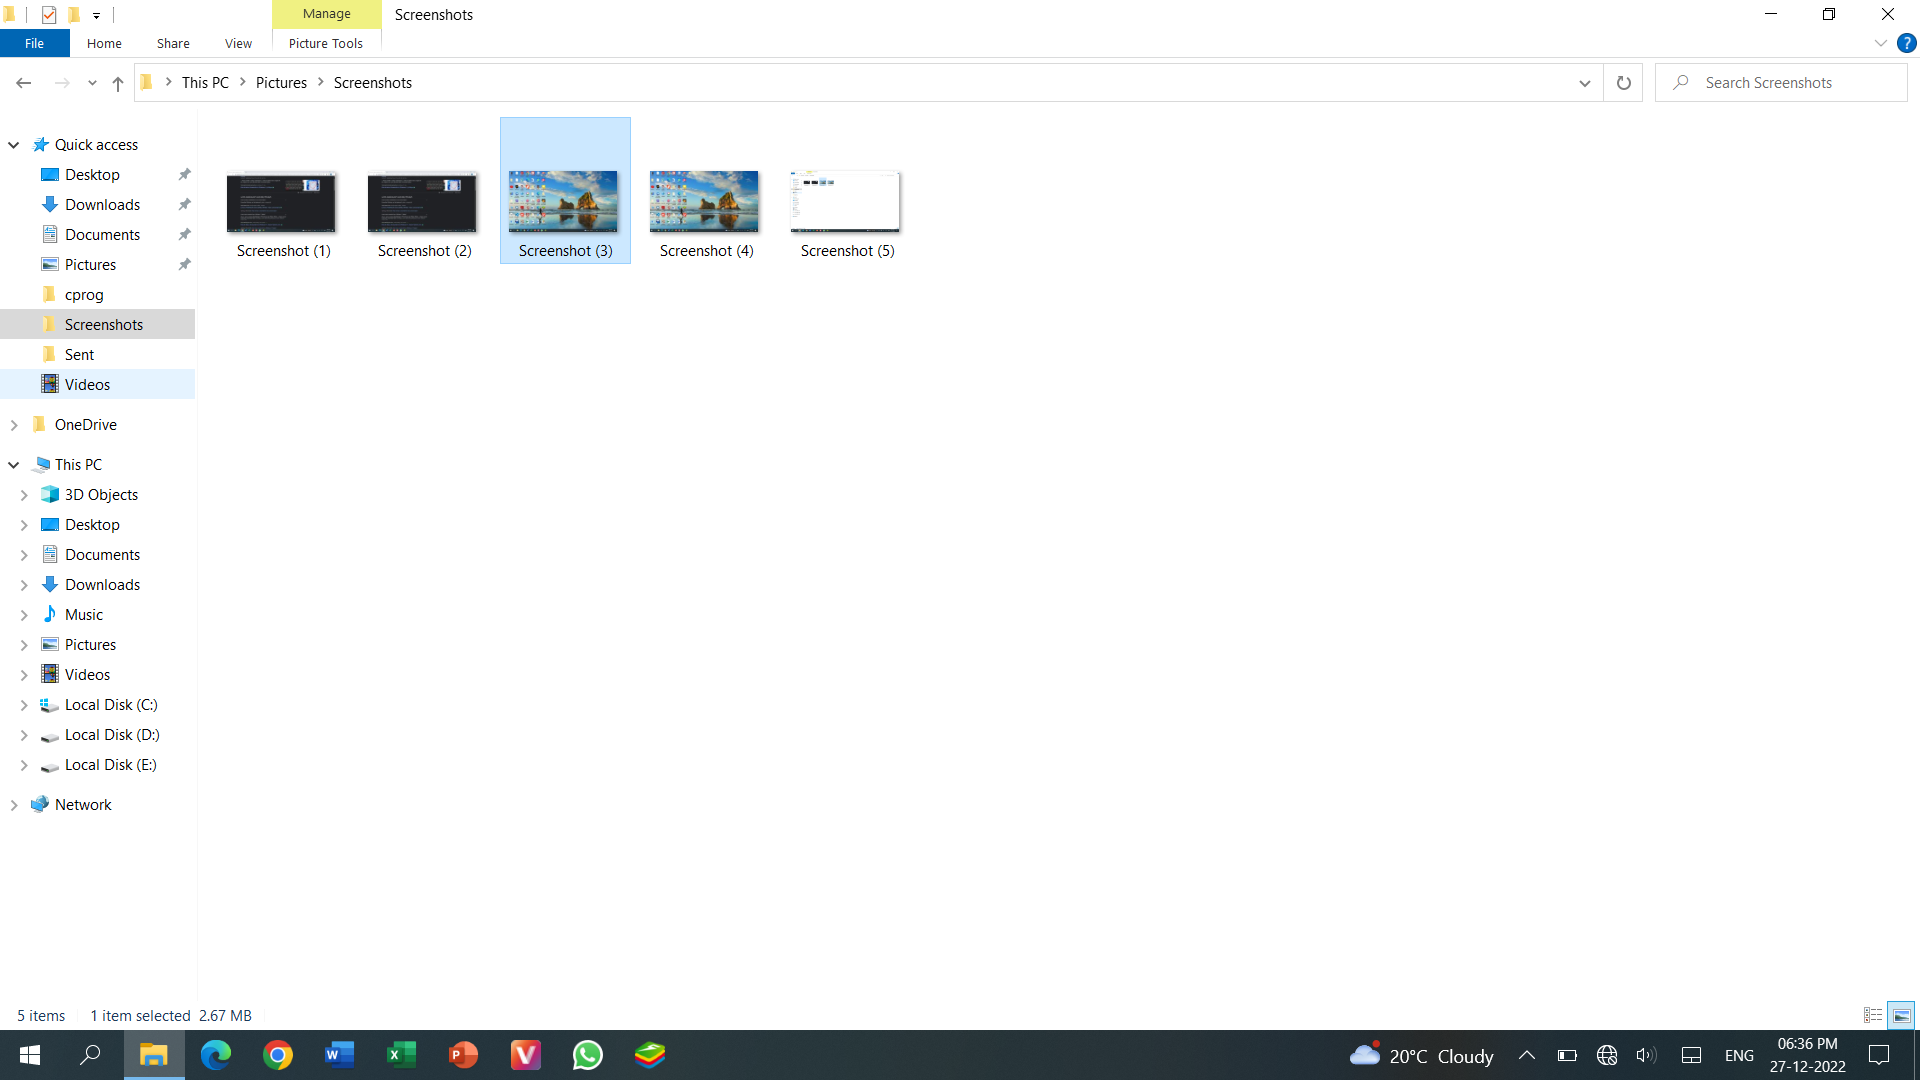 Manage
Screenshots
File
Home
Share
View
Picture Tools
?
This PC
Pictures
Screenshots
Search Screenshots
Quick access
Desktop
Downloads
Documents
Pictures
cprog
Screenshots
Sent
Videos
OneDrive
This PC
3D Objects
Desktop
Documents
Downloads
Music
Pictures
Videos
Local Disk (C:)
Local Disk (D:)
Local Disk (E:)
Network
Screenshot (1)
Screenshot (2)
Screenshot (3)
Screenshot (4)
Screenshot (5)
5 items
1 item selected 2.67 MB
20°C Cloudy
ENG
06:36 PM
27-12-2022